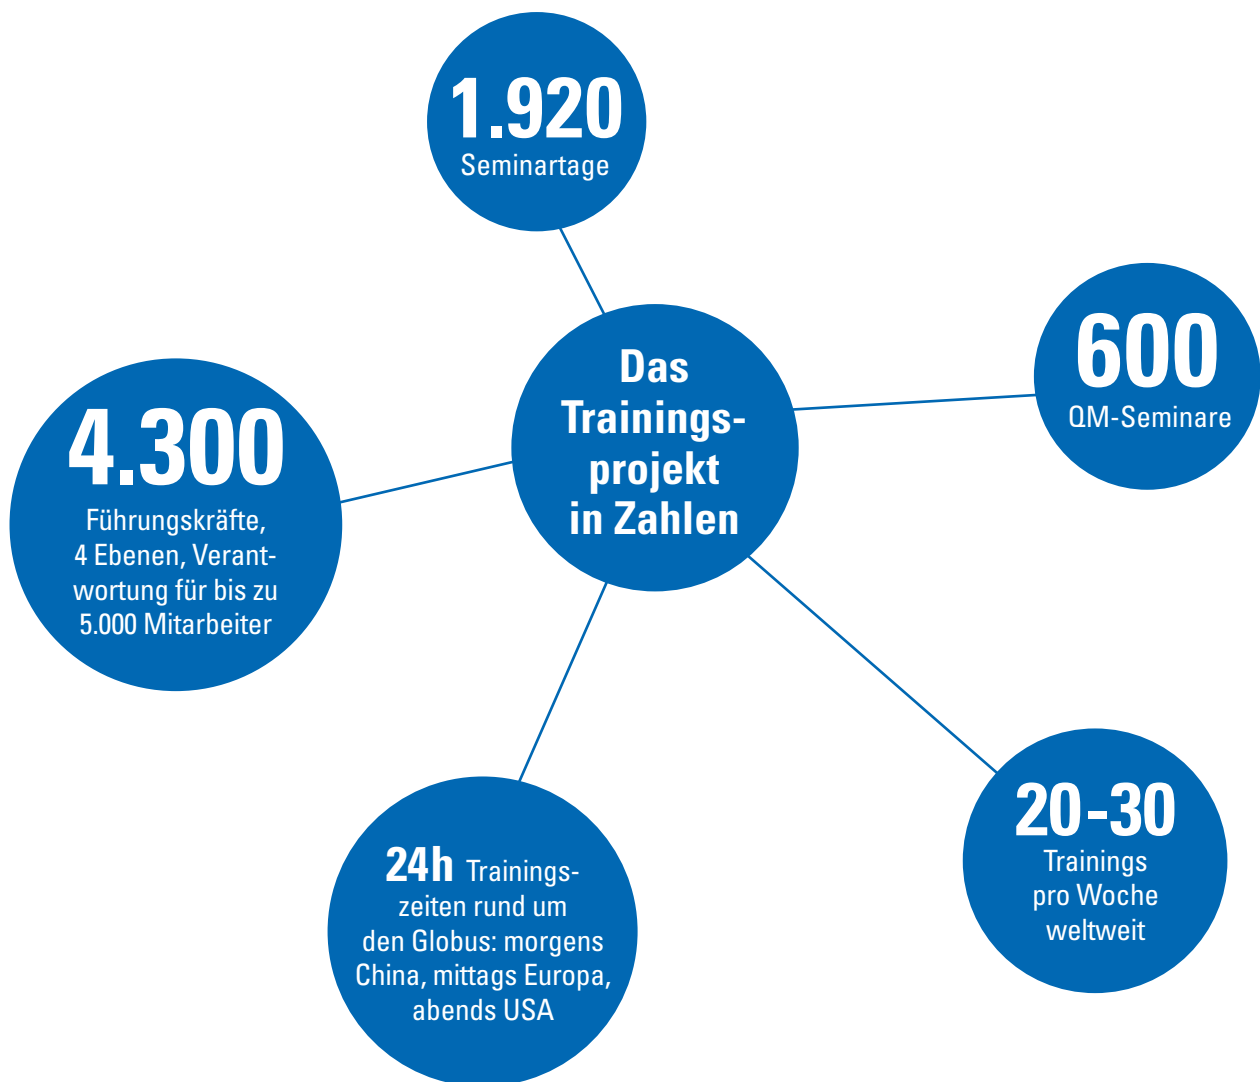 1.920
Seminartage
Das
Trainings-
projekt
in Zahlen
600
QM-Seminare
4.300
Führungskräfte,
4 Ebenen, Verant-
wortung für bis zu
5.000 Mitarbeiter
24h Trainings-
zeiten rund um
den Globus: morgens
China, mittags Europa,
abends USA
20-30
Trainings
pro Woche
weltweit